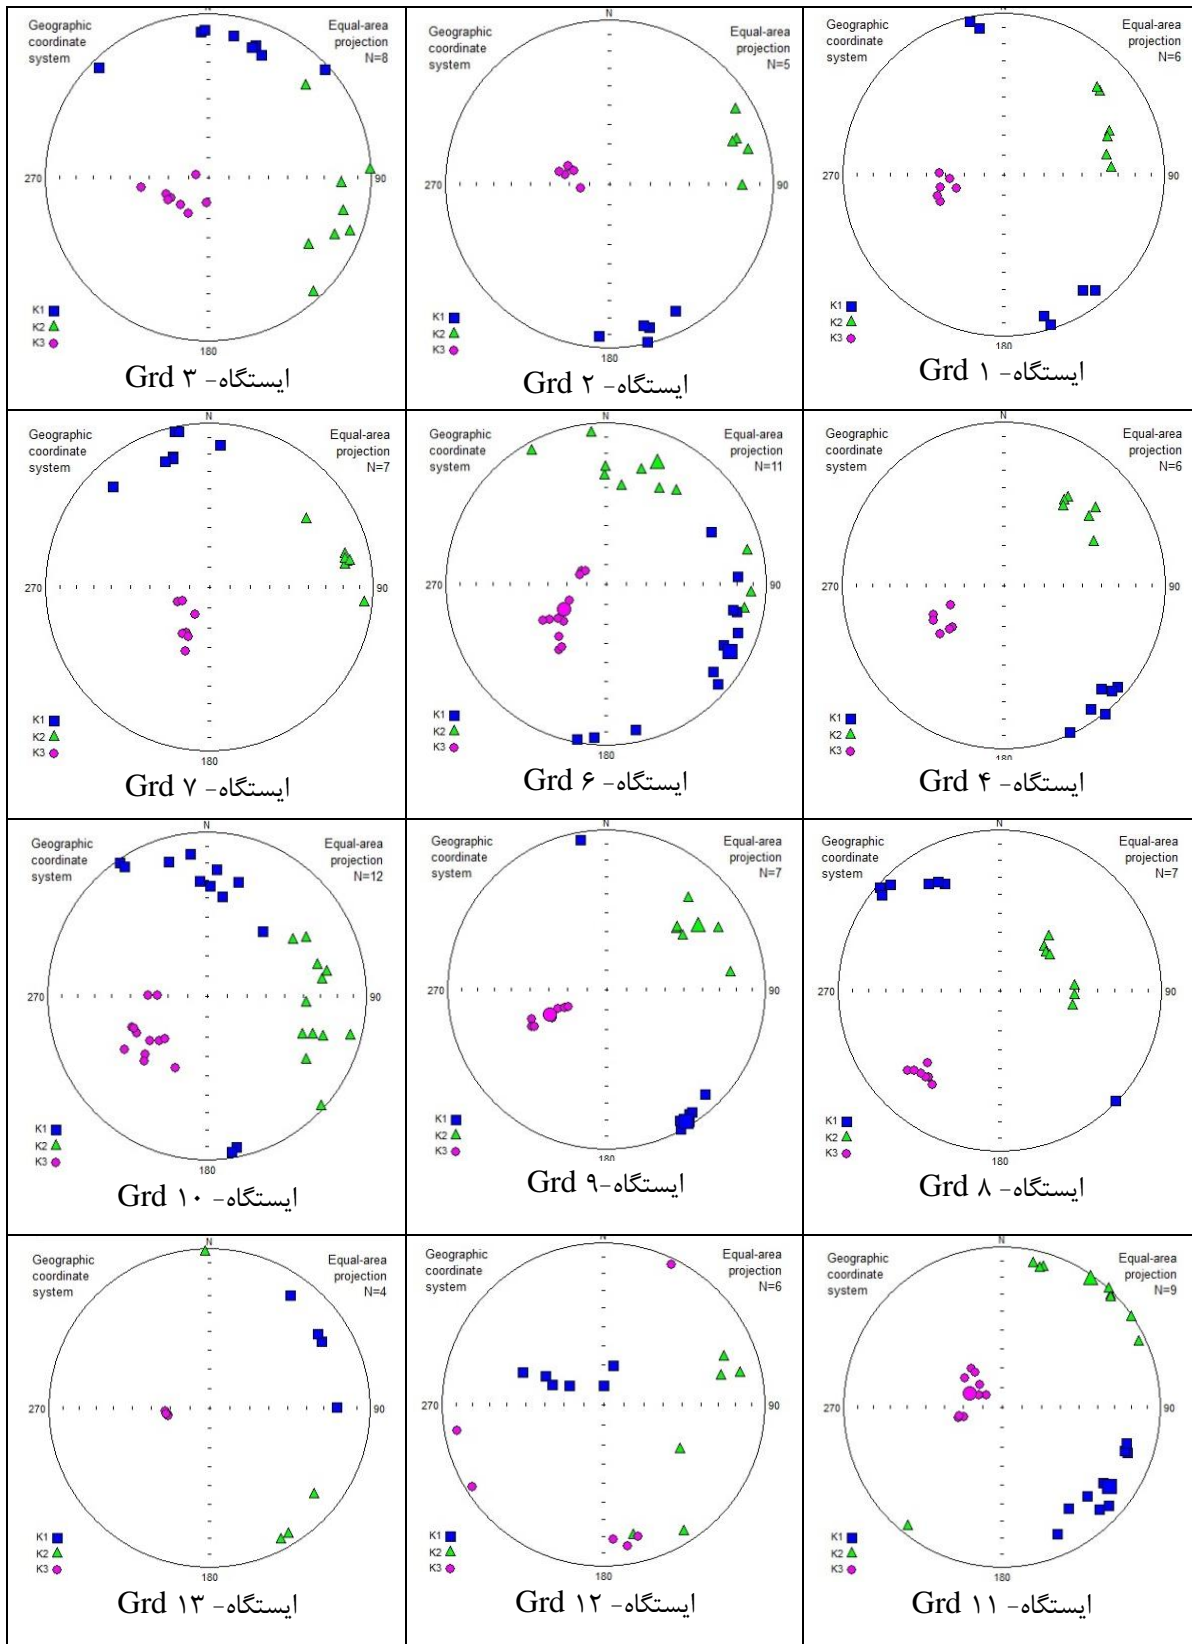 Geographic
coordinate
system
N
Equal-area
projection
N=6
270
90
K1
K2
K3
180
ایستگاه- Grd ۱
Geographic
coordinate
system
N
Equal-area
projection
N=5
270
90
K1
K2
K3
180
ایستگاه- Grd ۲
Geographic
coordinate
system
N
Equal-area
projection
N=8
270
90
K1
K2
K3
180
ایستگاه- Grd ۳
Geographic
coordinate
system
N
Equal-area
projection
N=6
270
90
K1
K2
K3
180
ایستگاه- Grd ۴
Geographic
coordinate
system
N
Equal-area
projection
N=11
270
90
K1
K2
K3
180
ایستگاه- Grd ۶
Geographic
coordinate
system
N
Equal-area
projection
N=7
270
90
K1
K2
K3
180
ایستگاه- Grd ۷
Geographic
coordinate
system
N
Equal-area
projection
N=7
270
90
K1
K2
K3
180
ایستگاه- Grd ۸
Geographic
coordinate
system
N
Equal-area
projection
N=7
270
90
K1
K2
K3
180
ایستگاه-Grd ۹
Geographic
coordinate
system
N
Equal-area
projection
N=12
270
90
K1
K2
K3
180
ایستگاه- Grd ۱۰
Geographic
coordinate
system
N
Equal-area
projection
N=9
270
90
K1
K2
K3
180
ایستگاه- Grd ۱۱
Geographic
coordinate
system
N
Equal-area
projection
N=6
270
90
K1
K2
K3
180
ایستگاه- Grd ۱۲
Geographic
coordinate
system
N
Equal-area
projection
N=4
270
90
K1
K2
K3
180
ایستگاه- Grd ۱۳